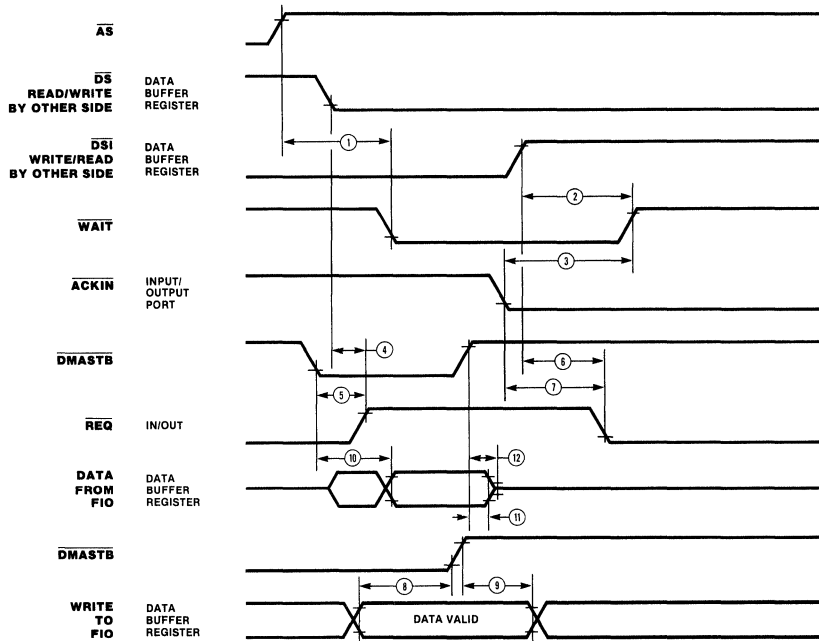 AS
DS DATA
READ/WRITE BUFFER
BY OTHER SIDE REGISTER
DSI DATA
WRITE/READ BUFFER
BY OTHER SIDE REGISTER
1
2
WAIT
3
ACKIN INPUT/
OUTPUT
PORT
4
DMASTB
6
5
7
REQ IN/OUT
10
12
DATA DATA
FROM BUFFER
FIO REGISTER
11
DMASTB
8
9
WRITE DATA
TO BUFFER DATA VALID
FIO REGISTER